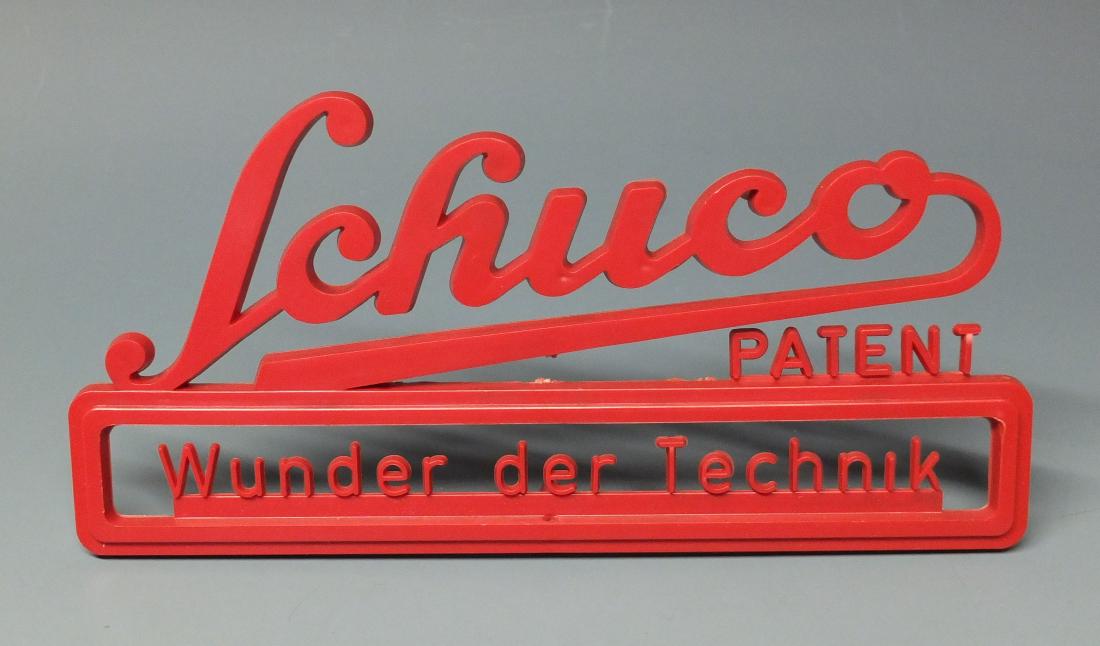 Schuco
PATENT
Wunder der Technik